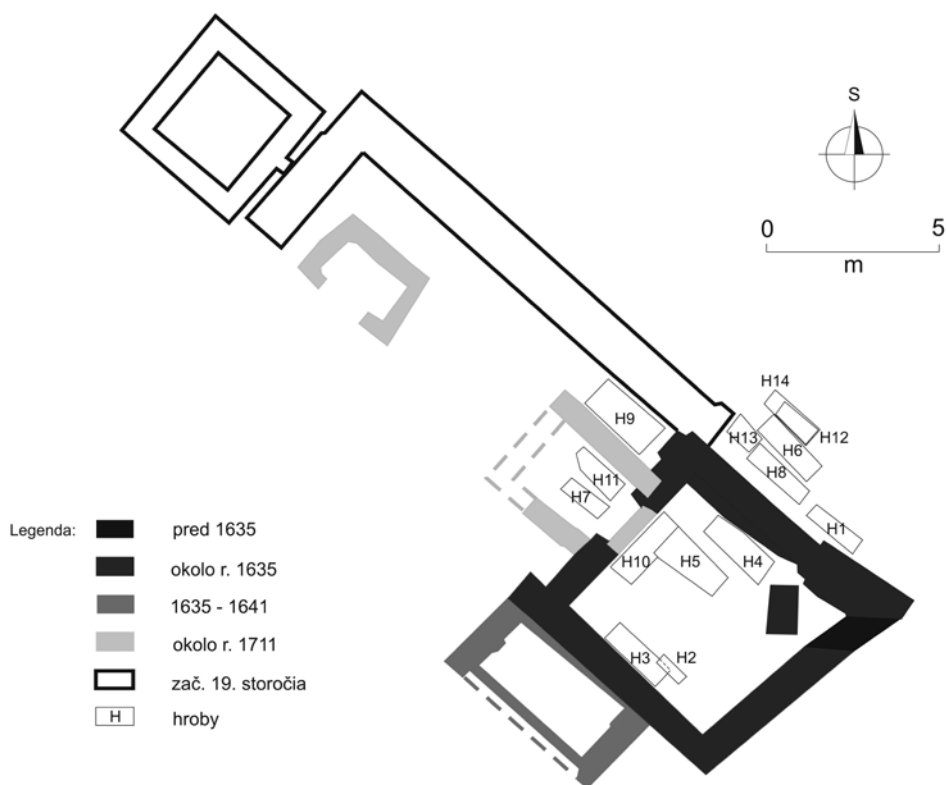 S
0 5
m
H14
H9
H13
H12
H6
H11
H8
H7
H1
H10
H5
H4
H3
H2
Legenda:
pred 1635
okolo r. 1635
1635 - 1641
okolo r. 1711
zač. 19. storočia
H hroby